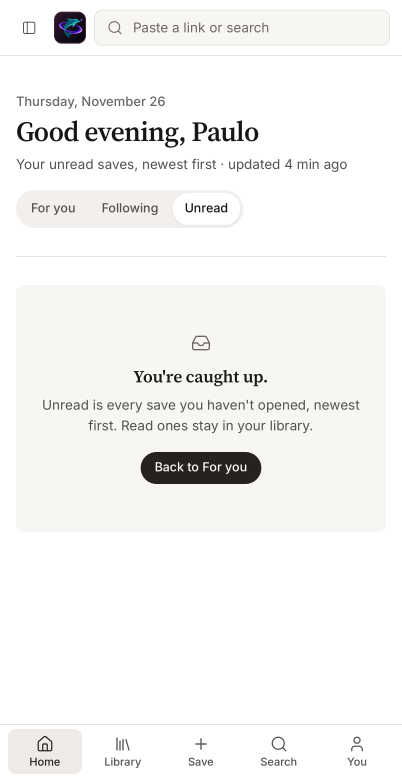 Paste a link or search
Thursday, November 26
Good evening, Paulo
Your unread saves, newest first · updated 4 min ago
For you
Following
Unread
You're caught up.
Unread is every save you haven't opened, newest
first. Read ones stay in your library.
Back to For you
Home
Library
Save
Search
You